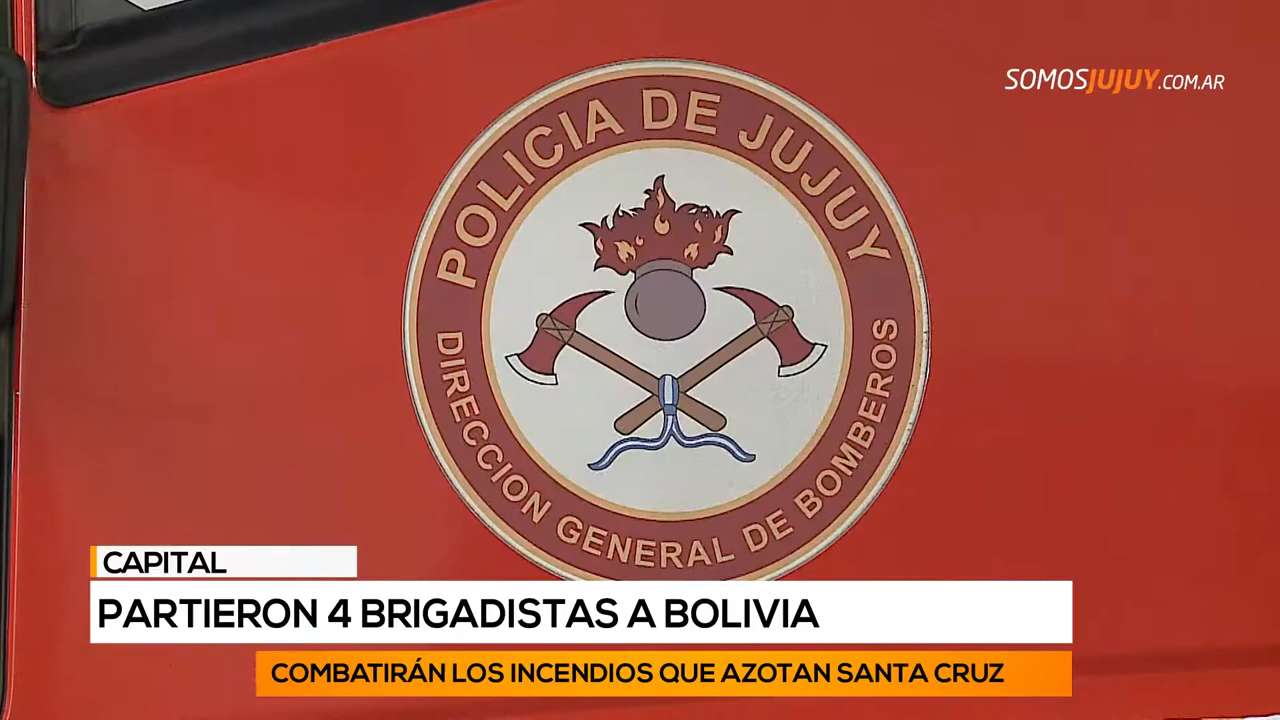 SOMOSJUJUY.COM.AR
POLICIA DE JUJUY
DIRECCION GENERAL DE BOMBEROS
CAPITAL
PARTIERON 4 BRIGADISTAS A BOLIVIA
COMBATIRÁN LOS INCENDIOS QUE AZOTAN SANTA CRUZ